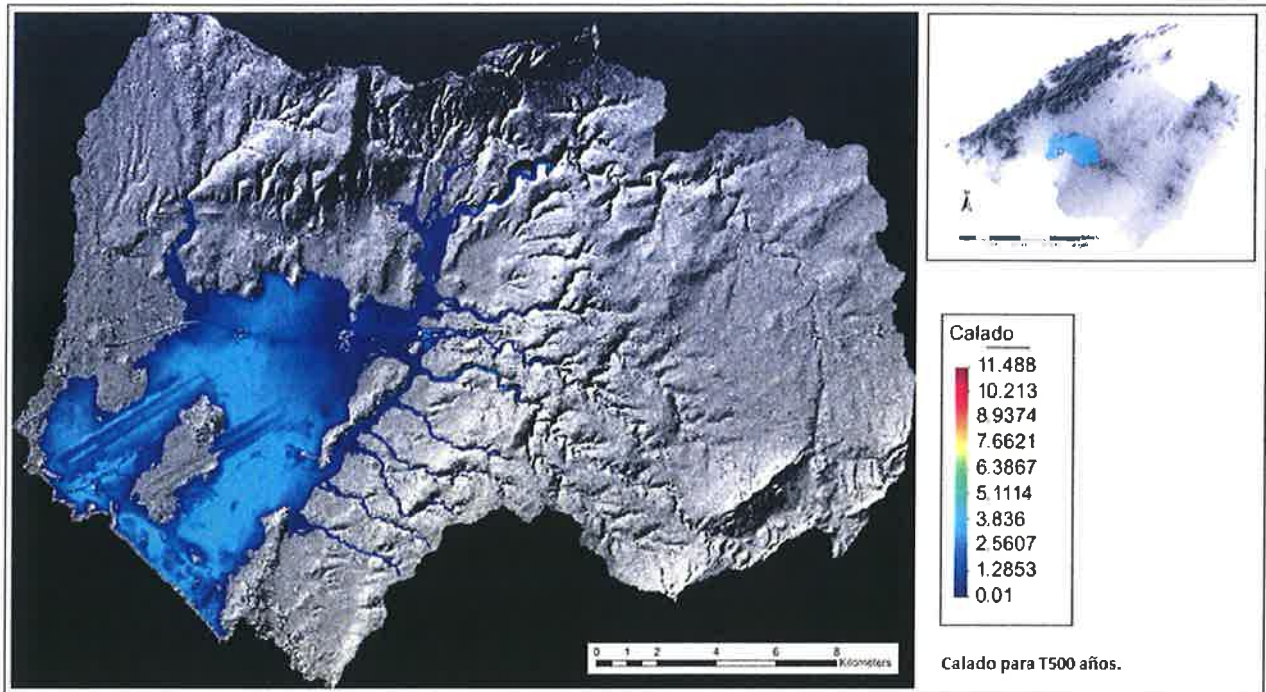 Calado
11.488
10.213
8.9374
7.6621
6.3867
5.1114
3.836
2.5607
1.2853
0.01
0 1 2 4 6 8
Kilometers
Calado para T500 años.